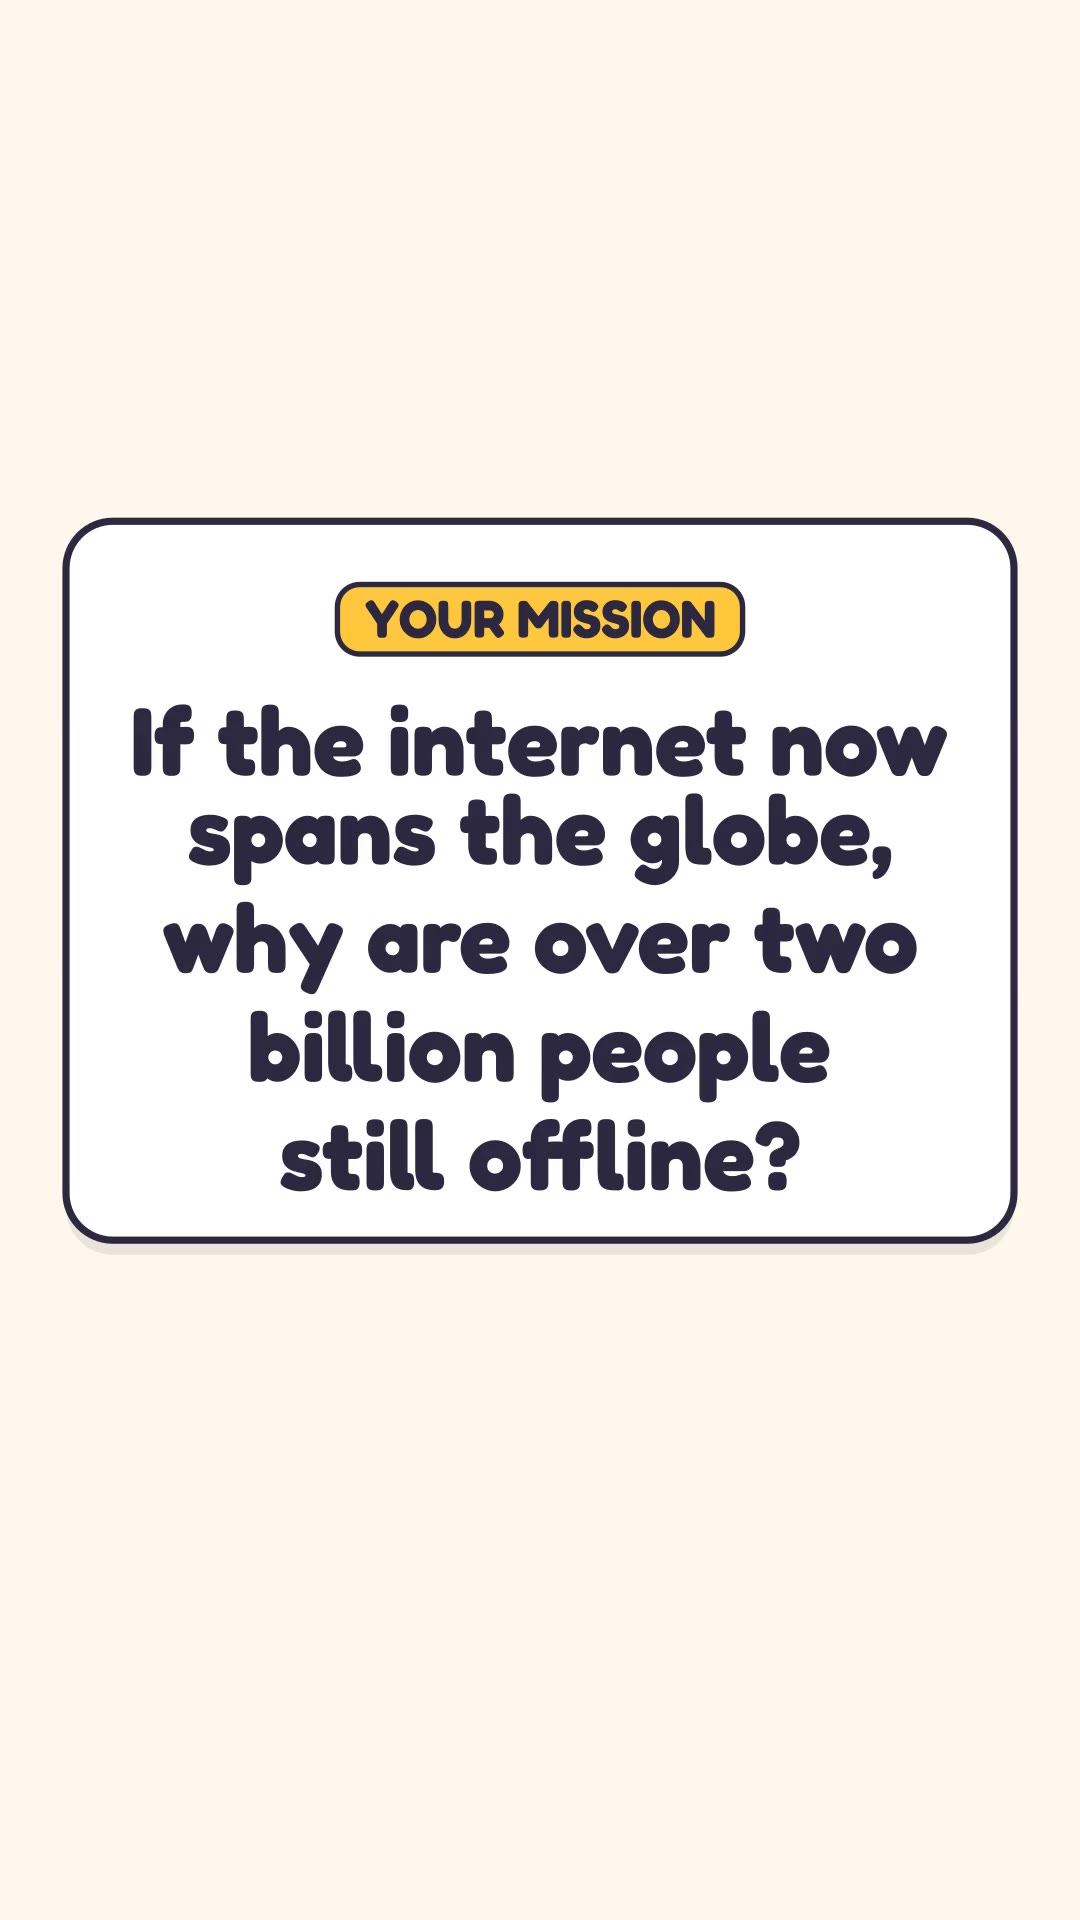 YOUR MISSION
If the internet now
spans the globe,
why are over two
billion people
still offline?